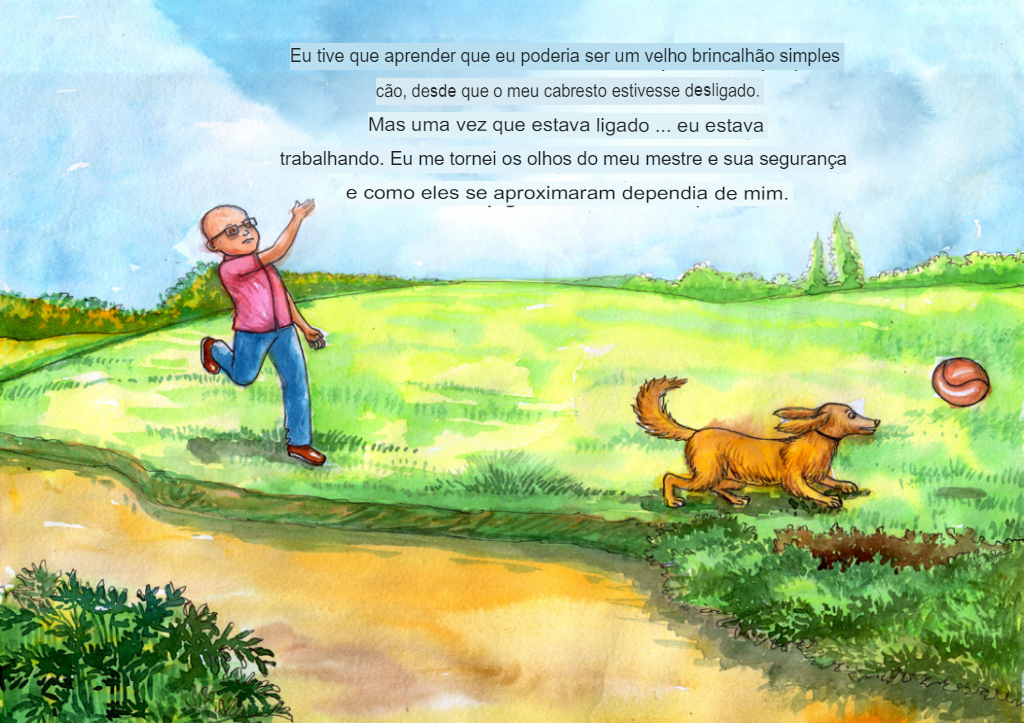 Eu tive que aprender que eu poderia ser um velho brincalhão simples
cão, desde que o meu cabresto estivesse desligado.
Mas uma vez que estava ligado ... eu estava
trabalhando. Eu me tornei os olhos do meu mestre e sua segurança
e como eles se aproximaram dependia de mim.